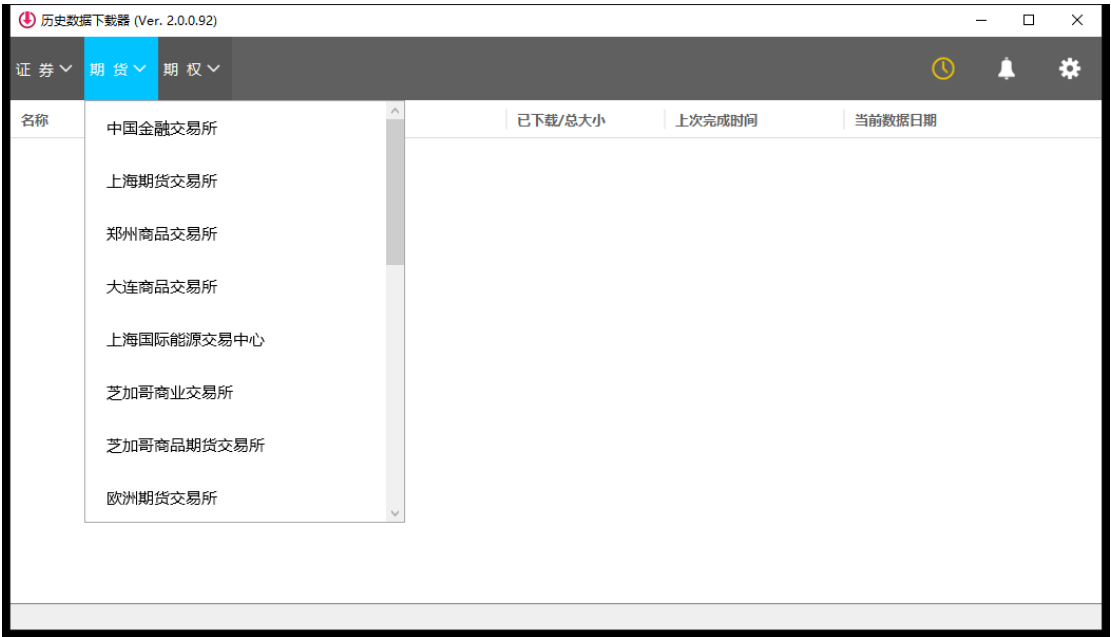 历史数据下载器 (Ver. 2.0.0.92)
证 券 期 货 期 权
名称 已下载/总大小 上次完成时间 当前数据日期
中国金融交易所
上海期货交易所
郑州商品交易所
大连商品交易所
上海国际能源交易中心
芝加哥商业交易所
芝加哥商品期货交易所
欧洲期货交易所